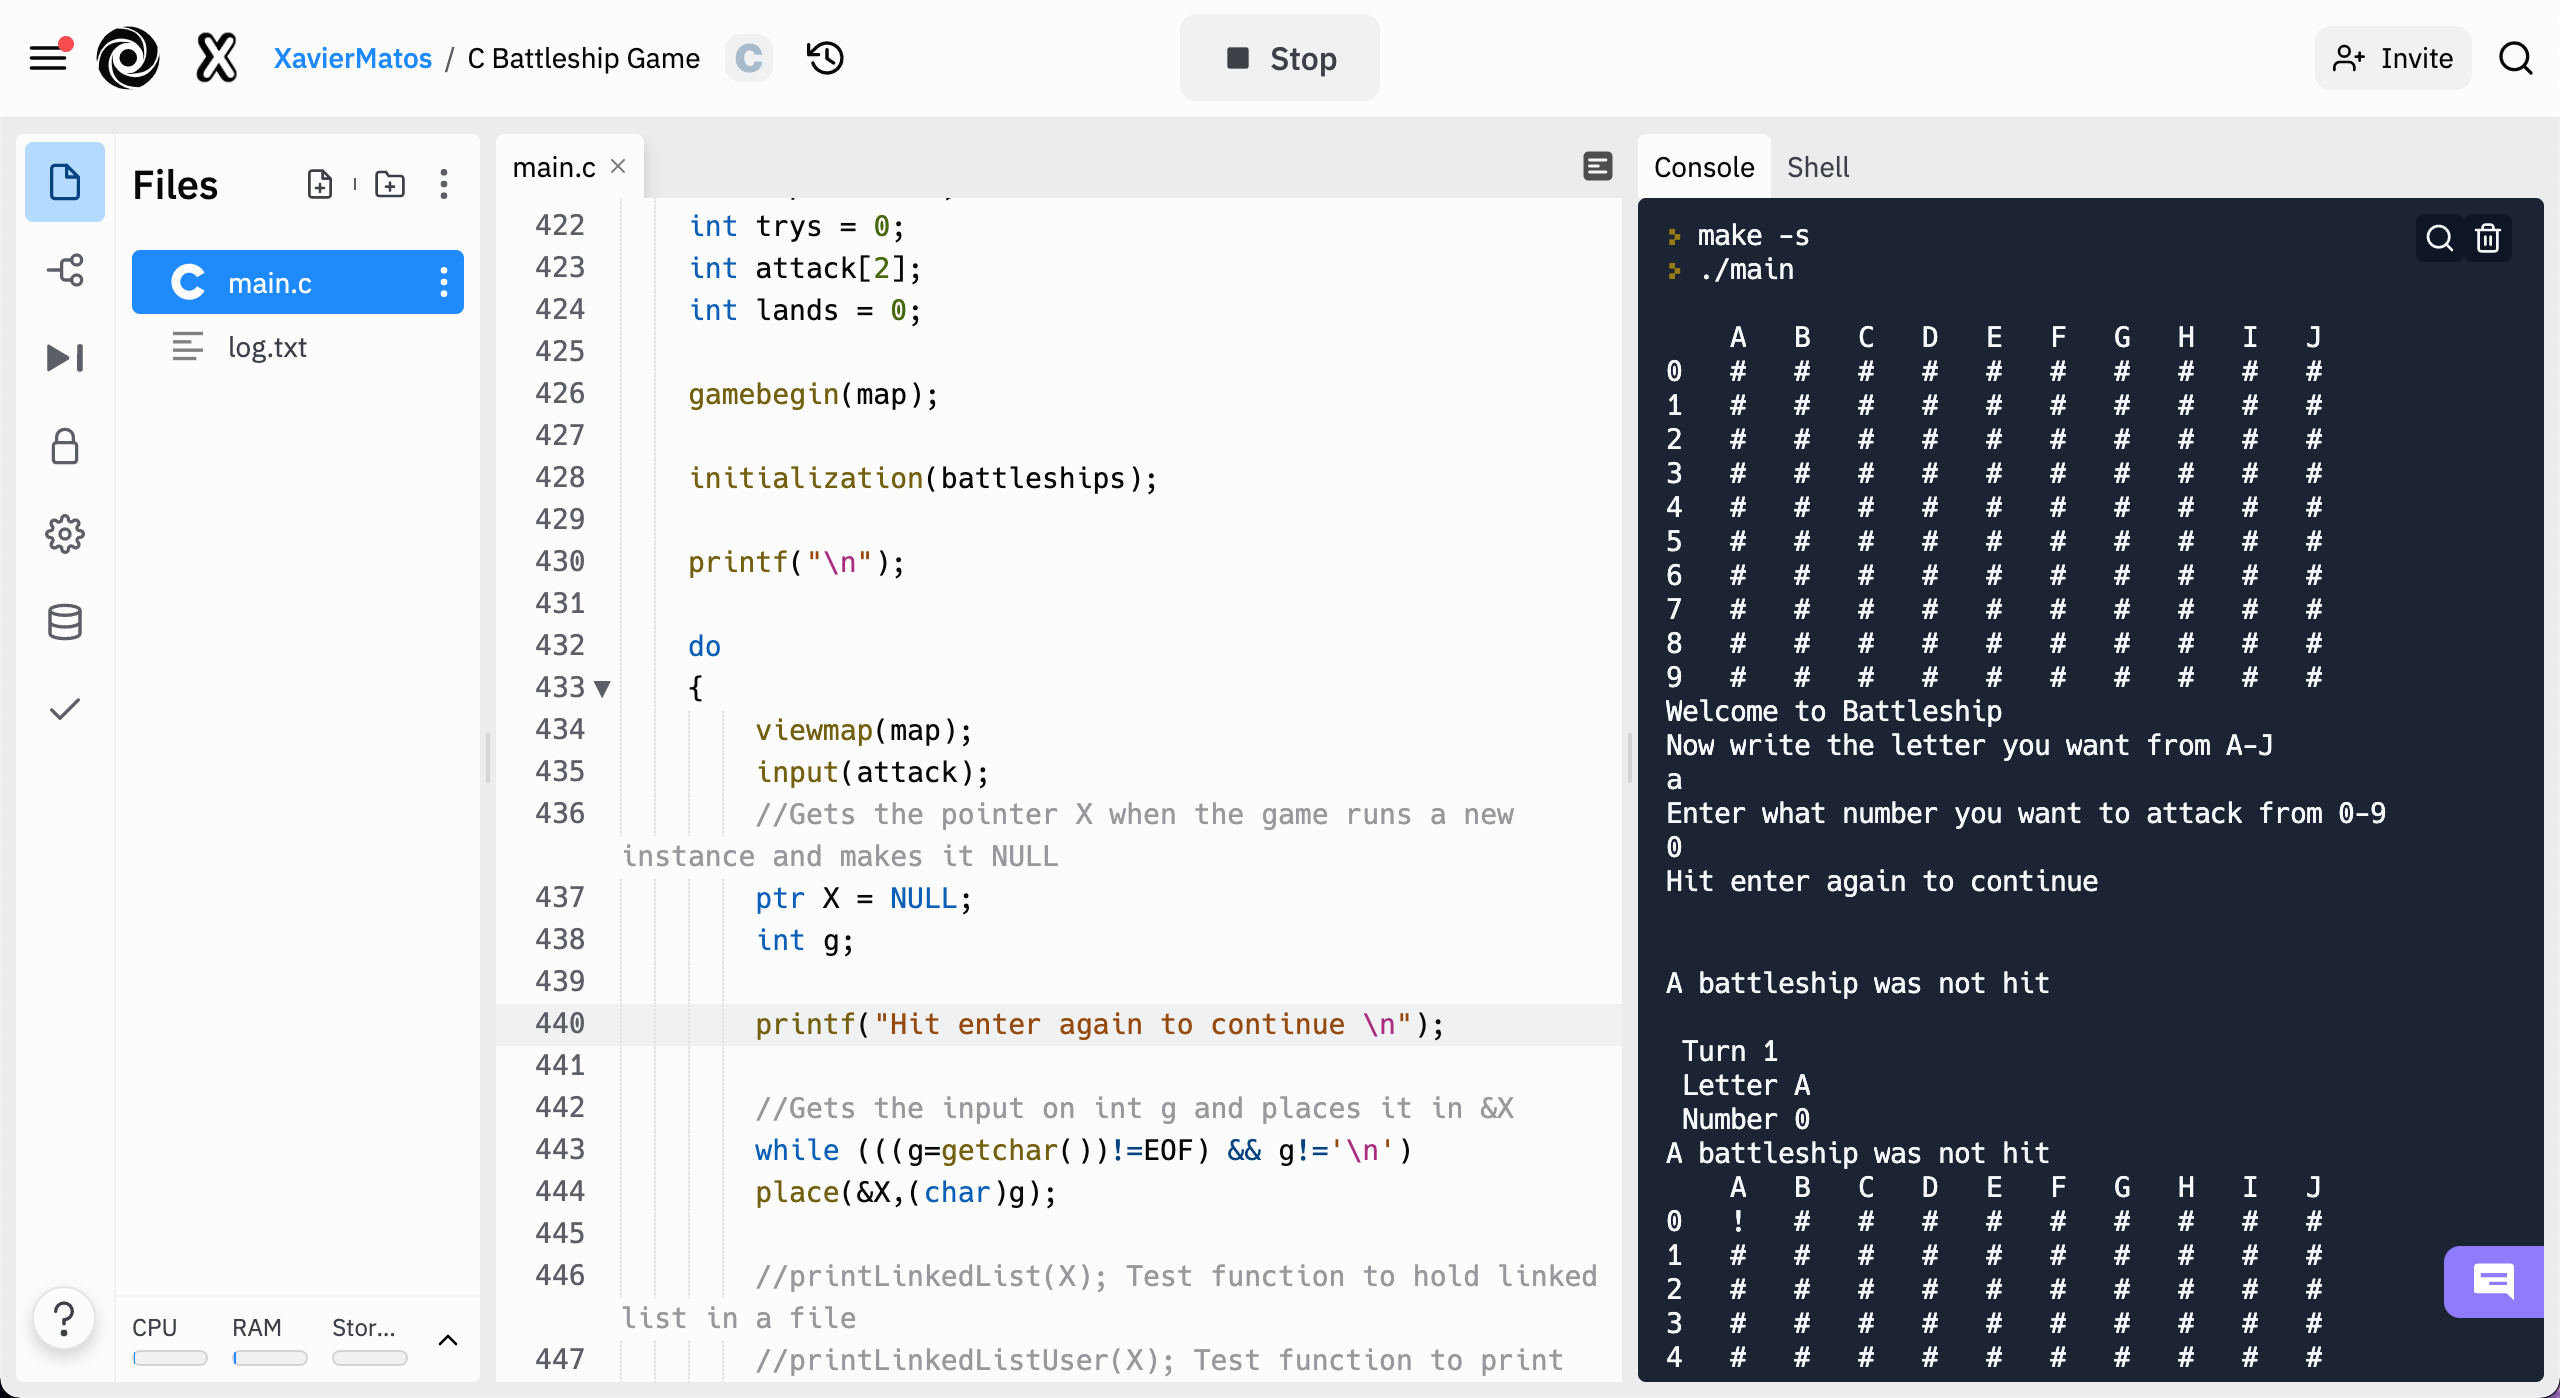 XavierMatos / C Battleship Game C
Stop
Invite
Files
main.c
log.txt
CPU RAM Stor...
main.c
422 int trys = 0;
423 int attack[2];
424 int lands = 0;
425
426 gamebegin(map);
427
428 initialization(battleships);
429
430 printf("\n");
431
432 do
433 {
434 viewmap(map);
435 input(attack);
436 //Gets the pointer X when the game runs a new
instance and makes it NULL
437 ptr X = NULL;
438 int g;
439
440 printf("Hit enter again to continue \n");
441
442 //Gets the input on int g and places it in &X
443 while (((g=getchar())!=EOF) && g!='\n')
444 place(&X,(char)g);
445
446 //printLinkedList(X); Test function to hold linked
list in a file
447 //printLinkedListUser(X); Test function to print
Console Shell
make -s
./main
A B C D E F G H I J
0 # # # # # # # # # #
1 # # # # # # # # # #
2 # # # # # # # # # #
3 # # # # # # # # # #
4 # # # # # # # # # #
5 # # # # # # # # # #
6 # # # # # # # # # #
7 # # # # # # # # # #
8 # # # # # # # # # #
9 # # # # # # # # # #
Welcome to Battleship
Now write the letter you want from A-J
a
Enter what number you want to attack from 0-9
0
Hit enter again to continue
A battleship was not hit
Turn 1
Letter A
Number 0
A battleship was not hit
A B C D E F G H I J
0 ! # # # # # # # # #
1 # # # # # # # # # #
2 # # # # # # # # # #
3 # # # # # # # # # #
4 # # # # # # # # # #